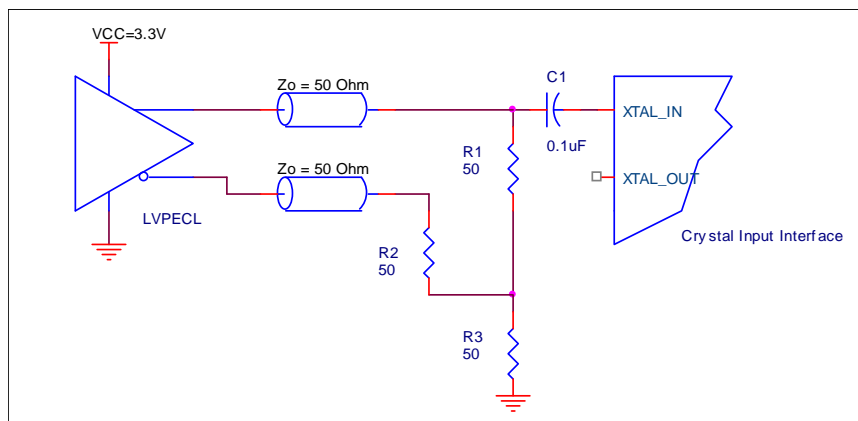 VCC=3.3V
Zo = 50 Ohm
C1
XTAL_IN
R1
50
0.1uF
Zo = 50 Ohm
XTAL_OUT
LVPECL
Crystal Input Interface
R2
50
R3
50